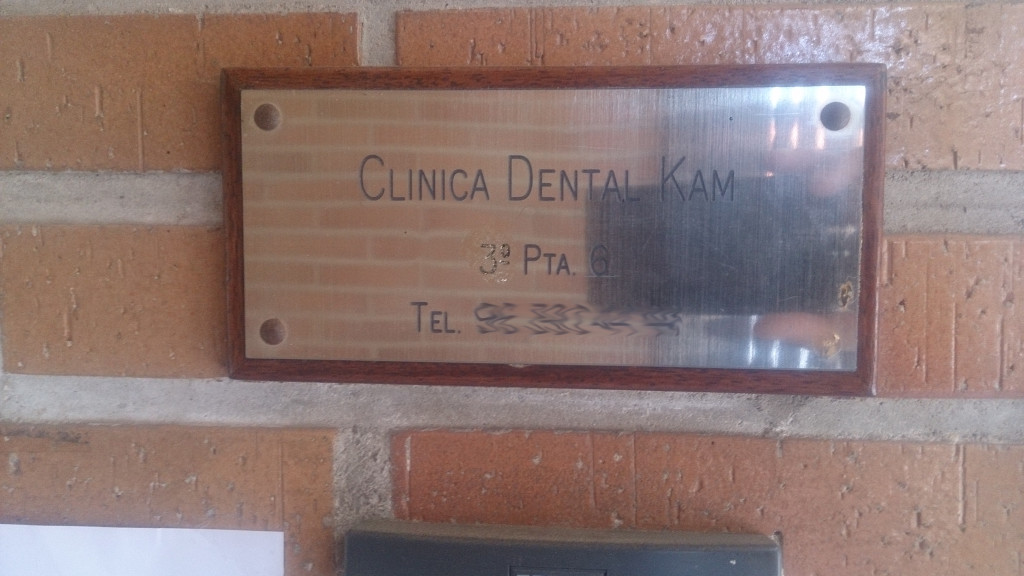 CLINICA DENTAL KAM
3ª PTA. 6
TEL.